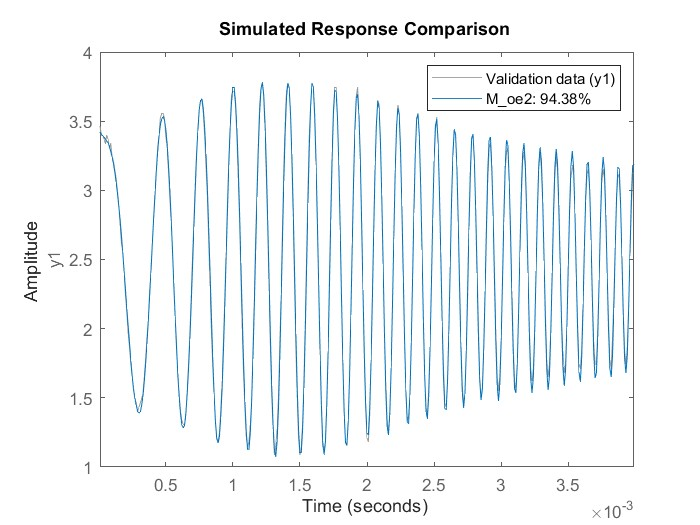 Simulated Response Comparison
4
Validation data (y1)
M_oe2: 94.38%
3.5
3
Amplitude
y1
2.5
2
1.5
1
0.5
1
1.5
2
2.5
3
3.5
Time (seconds)
×10-3